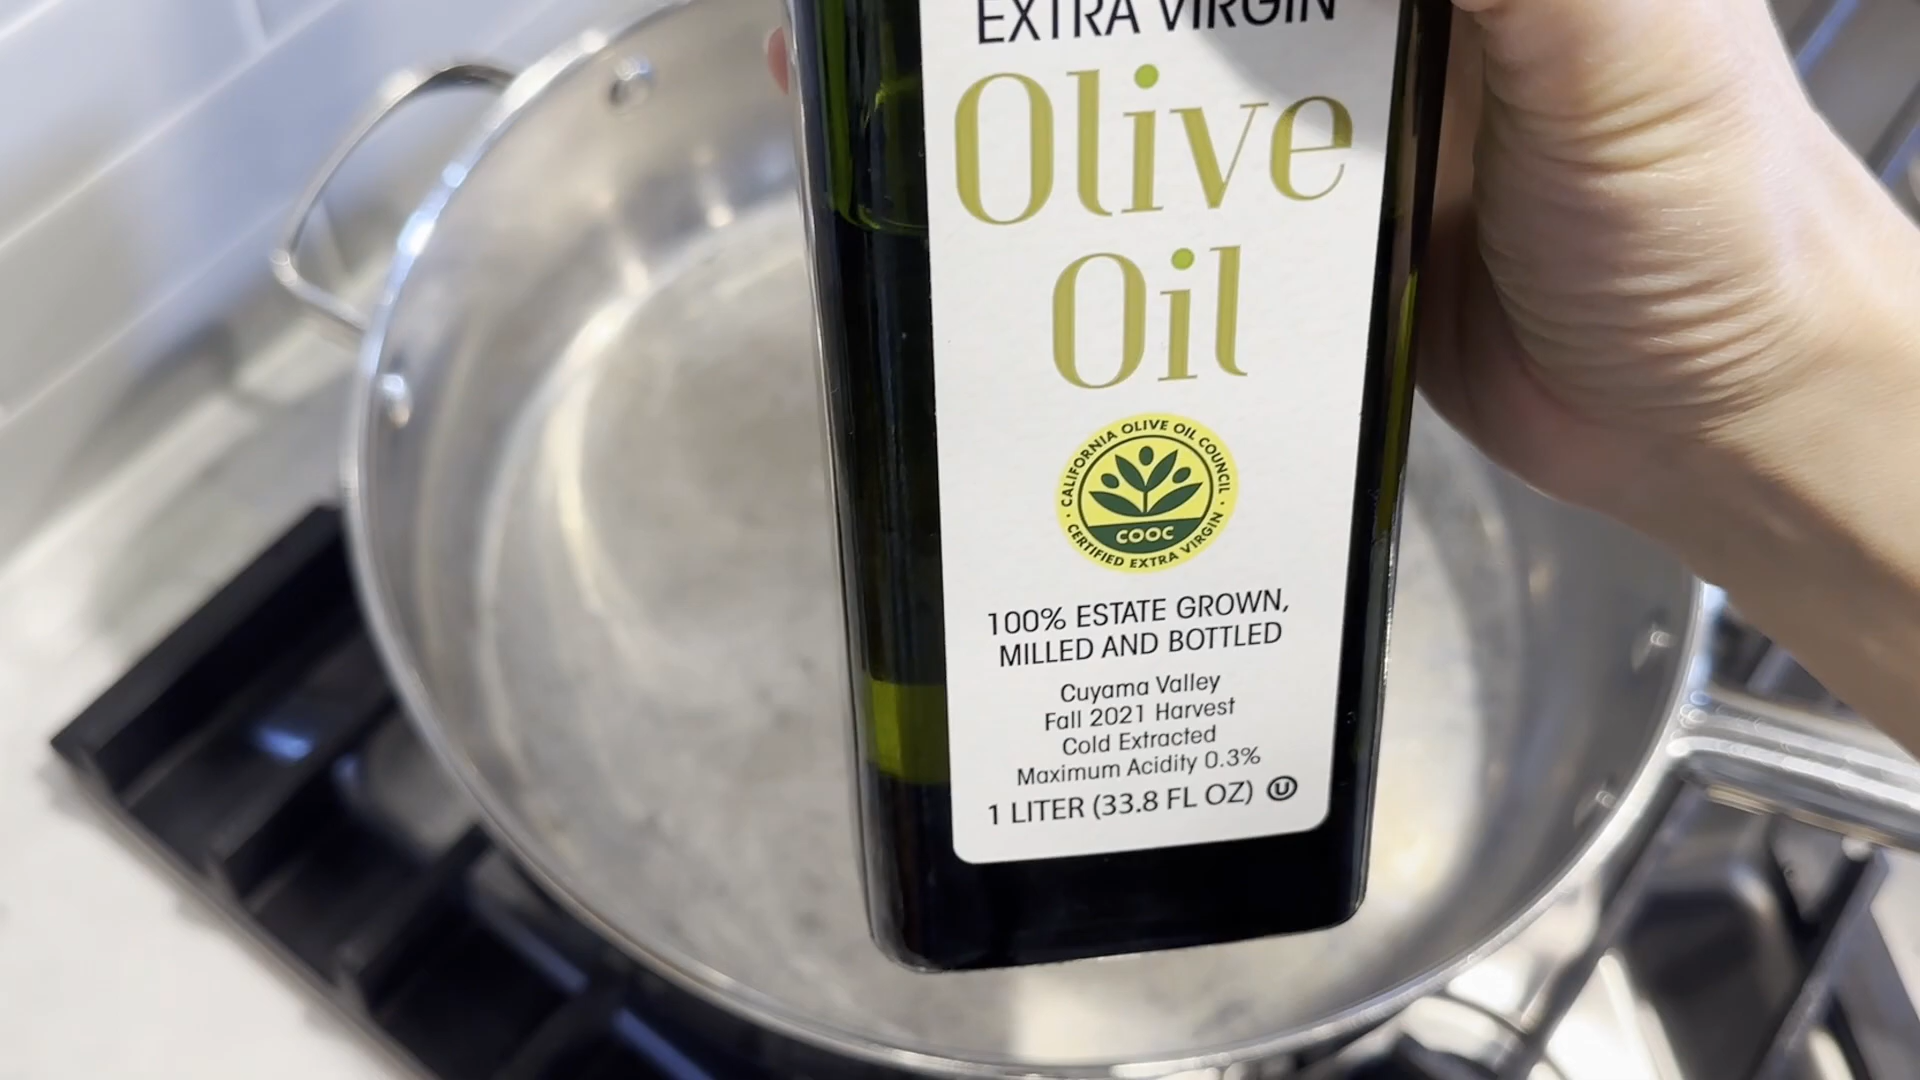 EXTRA VIRGIN
Olive
Oil
CALIFORNIA OLIVE OIL COUNCIL
COOC
CERTIFIED EXTRA VIRGIN
100% ESTATE GROWN,
MILLED AND BOTTLED
Cuyama Valley
Fall 2021 Harvest
Cold Extracted
Maximum Acidity 0.3%
1 LITER (33.8 FL OZ) U